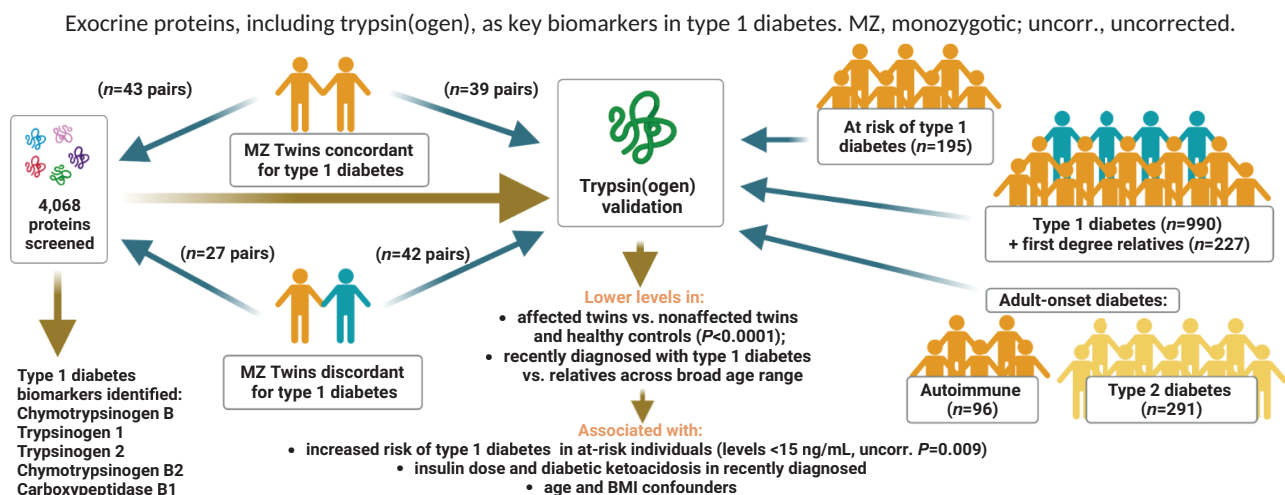 Exocrine proteins, including trypsin(ogen), as key biomarkers in type 1 diabetes. MZ, monozygotic; uncorr., uncorrected.
(n=43 pairs)
(n=39 pairs)
MZ Twins concordant
for type 1 diabetes
4,068
proteins
screened
Trypsin(ogen)
validation
At risk of type 1
diabetes (n=195)
Type 1 diabetes (n=990)
+ first degree relatives (n=227)
(n=27 pairs)
(n=42 pairs)
MZ Twins discordant
for type 1 diabetes
Adult-onset diabetes:
Autoimmune
(n=96)
Type 2 diabetes
(n=291)
Type 1 diabetes
biomarkers identified:
Chymotrypsinogen B
Trypsinogen 1
Trypsinogen 2
Chymotrypsinogen B2
Carboxypeptidase B1
Lower levels in:
• affected twins vs. nonaffected twins
and healthy controls (P<0.0001);
• recently diagnosed with type 1 diabetes
vs. relatives across broad age range
Associated with:
• increased risk of type 1 diabetes in at-risk individuals (levels <15 ng/mL, uncorr. P=0.009)
• insulin dose and diabetic ketoacidosis in recently diagnosed
• age and BMI confounders